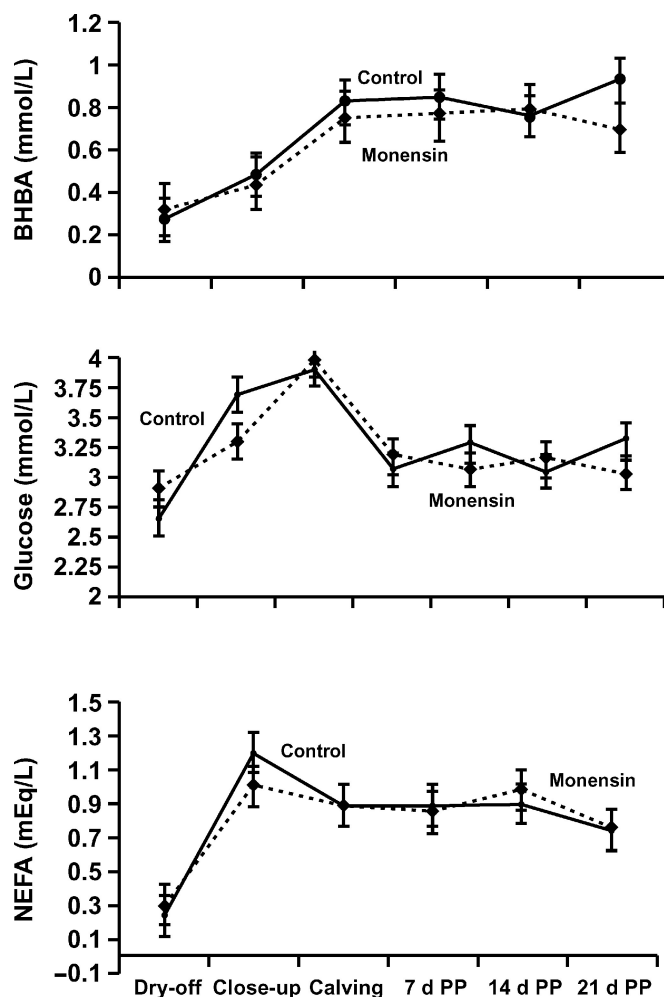 BHBA (mmol/L)
1.2
1
0.8
0.6
0.4
0.2
0
Control
Monensin
Glucose (mmol/L)
4
3.75
3.5
3.25
3
2.75
2.5
2.25
2
Control
Monensin
NEFA (mEq/L)
1.5
1.3
1.1
0.9
0.7
0.5
0.3
0.1
–0.1
Control
Monensin
Dry-off Close-up Calving 7 d PP 14 d PP 21 d PP